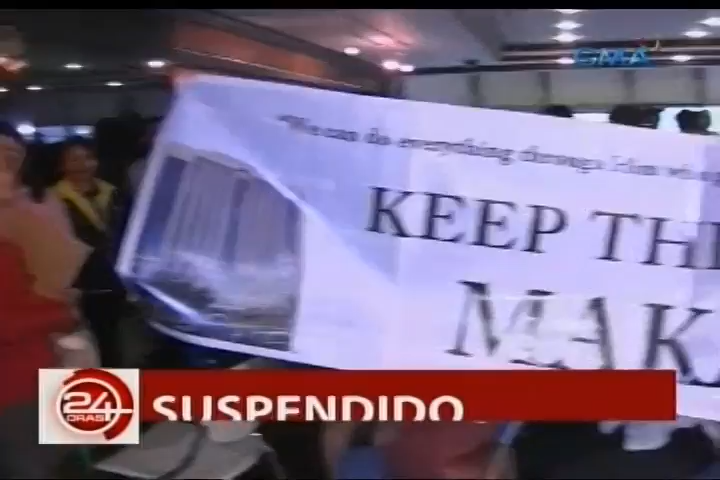 GMA
"We can do everything through Him who
KEEP TH
MAK
24
ORAS
SUSPENDIDO